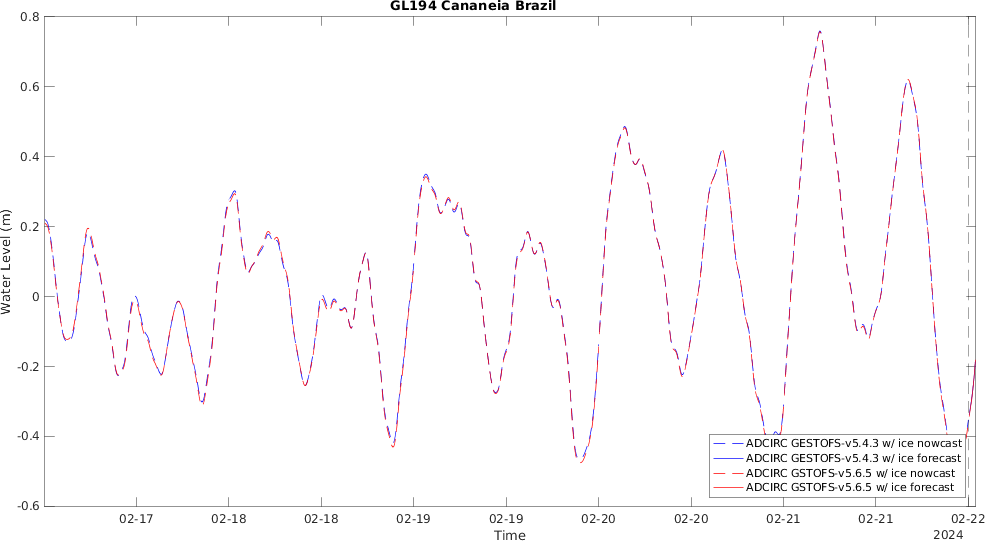 GL194 Cananeia Brazil
0.8
0.6
0.4
0.2
0
-0.2
-0.4
-0.6
Water Level (m)
ADCIRC GESTOFS-v5.4.3 w/ ice nowcast
ADCIRC GESTOFS-v5.4.3 w/ ice forecast
ADCIRC GSTOFS-v5.6.5 w/ ice nowcast
ADCIRC GSTOFS-v5.6.5 w/ ice forecast
02-17 02-18 02-18 02-19 02-19 02-20 02-20 02-21 02-21 02-22
Time 2024